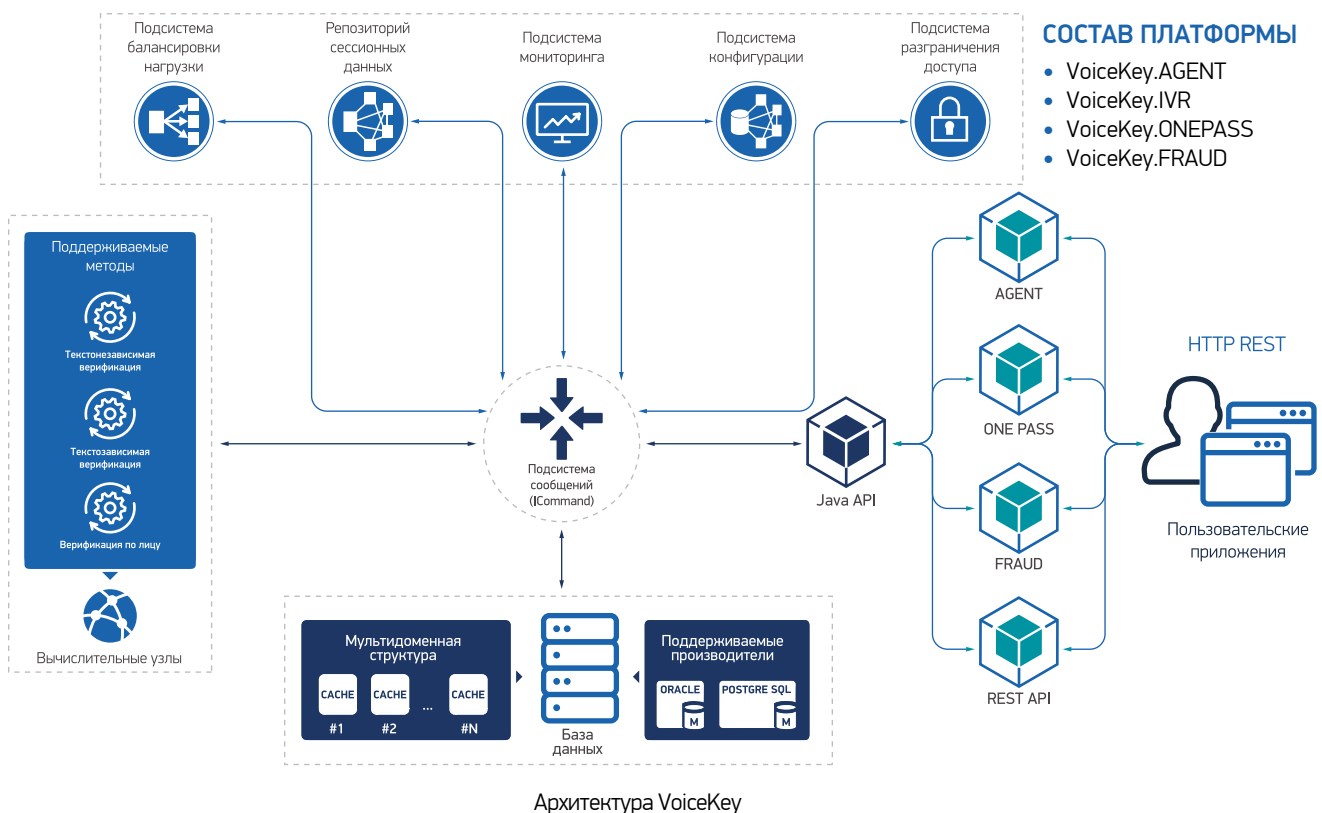 Подсистема
балансировки
нагрузки
Репозиторий
сессионных
данных
Подсистема
мониторинга
Подсистема
конфигурации
Подсистема
разграничения
доступа
СОСТАВ ПЛАТФОРМЫ
• VoiceKey.AGENT
• VoiceKey.IVR
• VoiceKey.ONEPASS
• VoiceKey.FRAUD
Поддерживаемые
методы
Текстонезависимая
верификация
Текстозависимая
верификация
Верификация по лицу
Вычислительные узлы
Подсистема
сообщений
(ICommand)
Java API
AGENT
ONE PASS
FRAUD
REST API
HTTP REST
Пользовательские
приложения
Мультидоменная
структура
CACHE
CACHE
...
CACHE
#1
#2
#N
База
данных
Поддерживаемые
производители
ORACLE
M
POSTGRE SQL
M
Архитектура VoiceKey